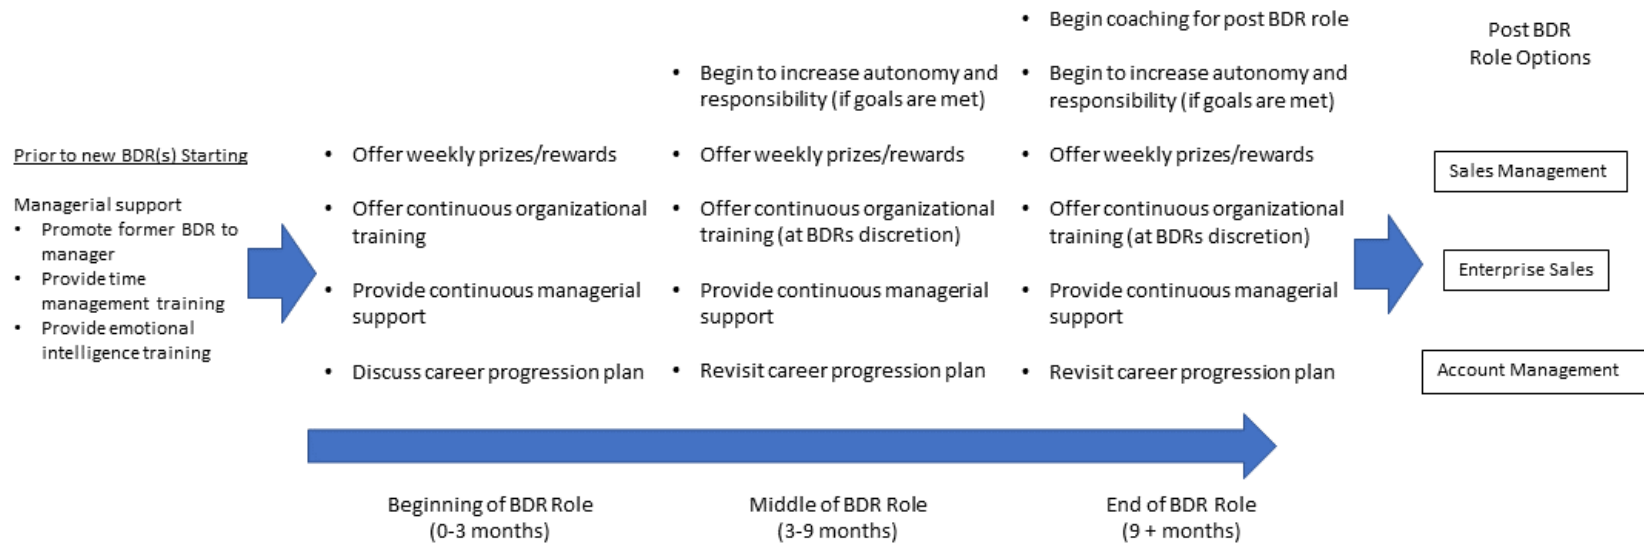 Prior to new BDR(s) Starting
Managerial support
• Promote former BDR to
manager
• Provide time
management training
• Provide emotional
intelligence training
• Offer weekly prizes/rewards
• Offer continuous organizational
training
• Provide continuous managerial
support
• Discuss career progression plan
• Begin to increase autonomy and
responsibility (if goals are met)
• Offer weekly prizes/rewards
• Offer continuous organizational
training (at BDRs discretion)
• Provide continuous managerial
support
• Revisit career progression plan
• Begin coaching for post BDR role
• Begin to increase autonomy and
responsibility (if goals are met)
• Offer weekly prizes/rewards
• Offer continuous organizational
training (at BDRs discretion)
• Provide continuous managerial
support
• Revisit career progression plan
Post BDR
Role Options
Sales Management
Enterprise Sales
Account Management
Beginning of BDR Role
(0-3 months)
Middle of BDR Role
(3-9 months)
End of BDR Role
(9 + months)